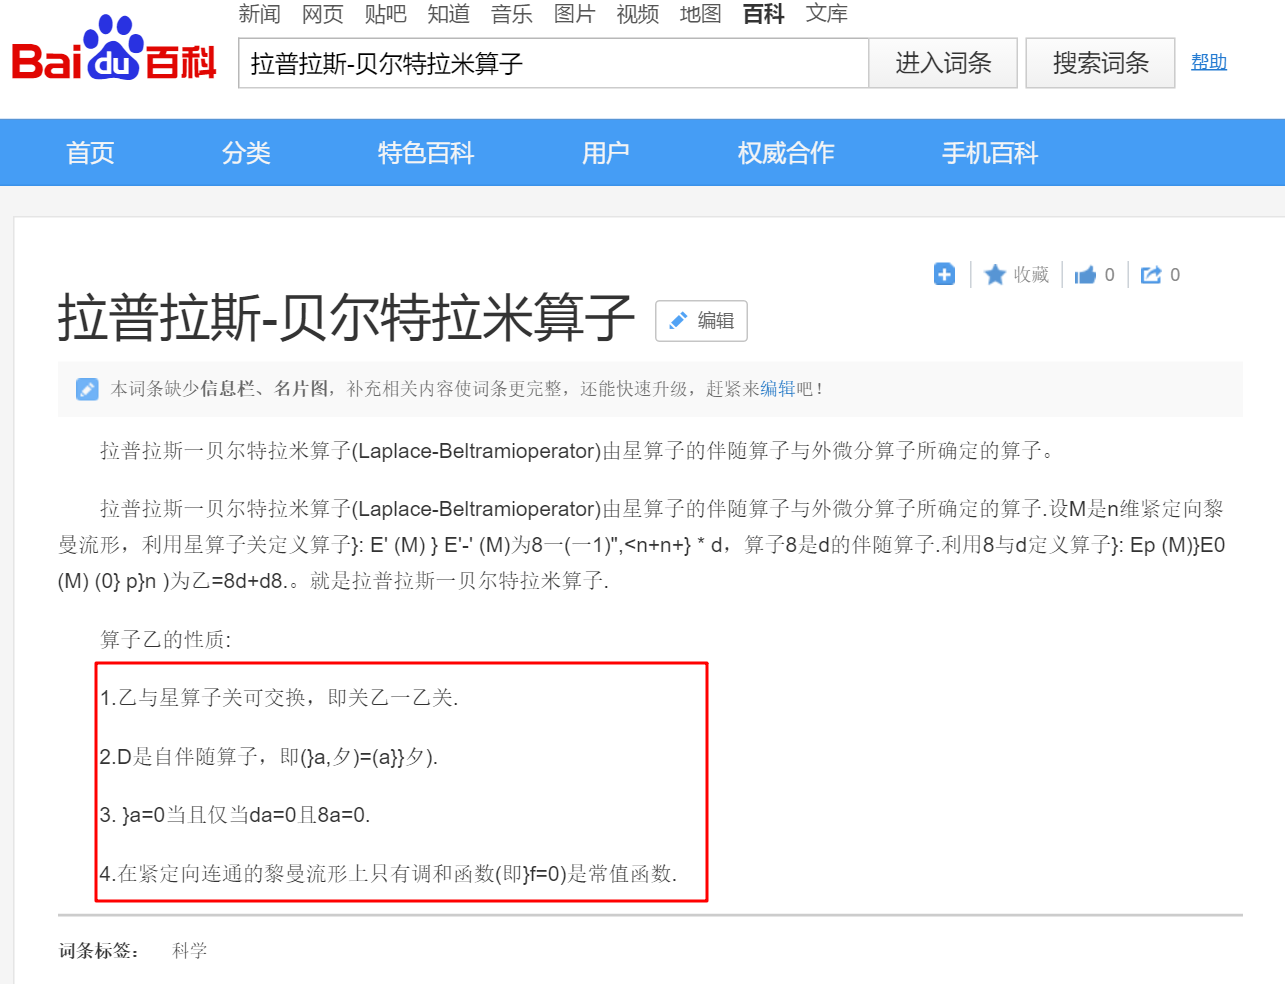 新闻 网页 贴吧 知道 音乐 图片 视频 地图 百科 文库
Bai du 百科
拉普拉斯-贝尔特拉米算子 进入词条 搜索词条 帮助
首页 分类 特色百科 用户 权威合作 手机百科
收藏 0 0
拉普拉斯-贝尔特拉米算子 编辑
本词条缺少信息栏、名片图，补充相关内容使词条更完整，还能快速升级，赶紧来编辑吧！
拉普拉斯一贝尔特拉米算子(Laplace-Beltramioperator)由星算子的伴随算子与外微分算子所确定的算子。
拉普拉斯一贝尔特拉米算子(Laplace-Beltramioperator)由星算子的伴随算子与外微分算子所确定的算子.设M是n维紧定向黎
曼流形，利用星算子关定义算子}: E' (M) } E'-' (M)为8一(一1)",<n+n+} * d，算子8是d的伴随算子.利用8与d定义算子}: Ep (M)}E0
(M) (0} p}n )为乙=8d+d8.。就是拉普拉斯一贝尔特拉米算子.
算子乙的性质:
1.乙与星算子关可交换，即关乙一乙关.
2.D是自伴随算子，即(}a,夕)=(a}}夕).
3. }a=0当且仅当da=0且8a=0.
4.在紧定向连通的黎曼流形上只有调和函数(即}f=0)是常值函数.
词条标签： 科学